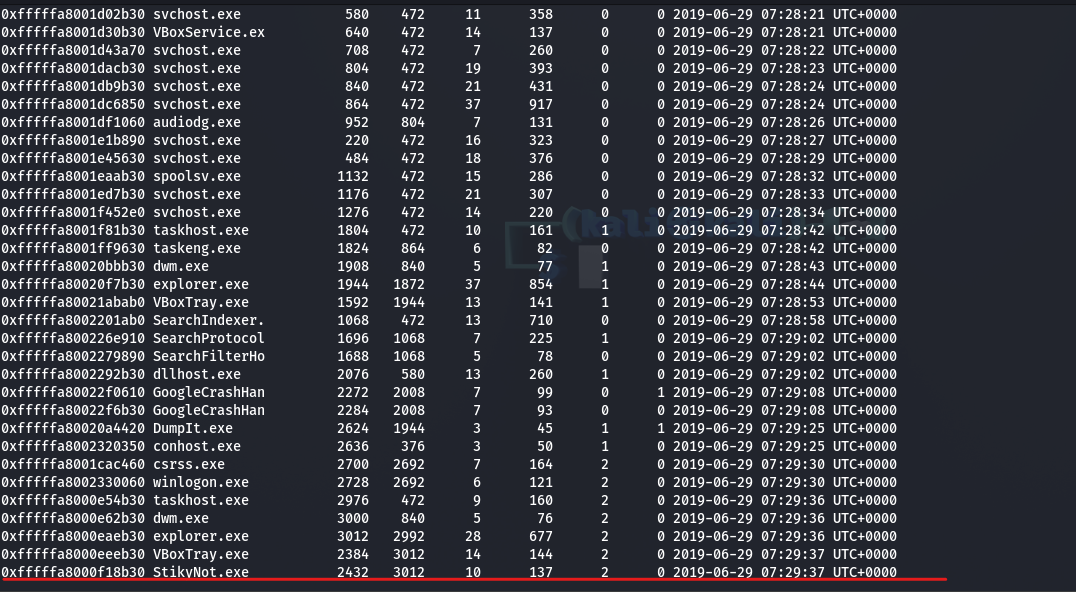 0xfffffa8001d02b30 svchost.exe 580 472 11 358 0 0 2019-06-29 07:28:21 UTC+0000
0xfffffa8001d30b30 VBoxService.ex 640 472 14 137 0 0 2019-06-29 07:28:21 UTC+0000
0xfffffa8001d43a70 svchost.exe 708 472 7 260 0 0 2019-06-29 07:28:22 UTC+0000
0xfffffa8001dacb30 svchost.exe 804 472 19 393 0 0 2019-06-29 07:28:23 UTC+0000
0xfffffa8001db9b30 svchost.exe 840 472 21 431 0 0 2019-06-29 07:28:24 UTC+0000
0xfffffa8001dc6850 svchost.exe 864 472 37 917 0 0 2019-06-29 07:28:24 UTC+0000
0xfffffa8001df1060 audiodg.exe 952 804 7 131 0 0 2019-06-29 07:28:26 UTC+0000
0xfffffa8001e1b890 svchost.exe 220 472 16 323 0 0 2019-06-29 07:28:27 UTC+0000
0xfffffa8001e45630 svchost.exe 484 472 18 376 0 0 2019-06-29 07:28:29 UTC+0000
0xfffffa8001eaab30 spoolsv.exe 1132 472 15 286 0 0 2019-06-29 07:28:32 UTC+0000
0xfffffa8001ed7b30 svchost.exe 1176 472 21 307 0 0 2019-06-29 07:28:33 UTC+0000
0xfffffa8001f452e0 svchost.exe 1276 472 14 220 0 0 2019-06-29 07:28:34 UTC+0000
0xfffffa8001f81b30 taskhost.exe 1804 472 10 161 1 0 2019-06-29 07:28:42 UTC+0000
0xfffffa8001ff9630 taskeng.exe 1824 864 6 82 0 0 2019-06-29 07:28:42 UTC+0000
0xfffffa80020bbb30 dwm.exe 1908 840 5 77 1 0 2019-06-29 07:28:43 UTC+0000
0xfffffa80020f7b30 explorer.exe 1944 1872 37 854 1 0 2019-06-29 07:28:44 UTC+0000
0xfffffa80021abab0 VBoxTray.exe 1592 1944 13 141 1 0 2019-06-29 07:28:53 UTC+0000
0xfffffa8002201ab0 SearchIndexer. 1068 472 13 710 0 0 2019-06-29 07:28:58 UTC+0000
0xfffffa800226e910 SearchProtocol 1696 1068 7 225 1 0 2019-06-29 07:29:02 UTC+0000
0xfffffa8002279890 SearchFilterHo 1688 1068 5 78 0 0 2019-06-29 07:29:02 UTC+0000
0xfffffa8002292b30 dllhost.exe 2076 580 13 260 1 0 2019-06-29 07:29:02 UTC+0000
0xfffffa80022f0610 GoogleCrashHan 2272 2008 7 99 0 1 2019-06-29 07:29:08 UTC+0000
0xfffffa80022f6b30 GoogleCrashHan 2284 2008 7 93 0 0 2019-06-29 07:29:08 UTC+0000
0xfffffa80020a4420 DumpIt.exe 2624 1944 3 45 1 1 2019-06-29 07:29:25 UTC+0000
0xfffffa8002320350 conhost.exe 2636 376 3 50 1 0 2019-06-29 07:29:25 UTC+0000
0xfffffa8001cac460 csrss.exe 2700 2692 7 164 2 0 2019-06-29 07:29:30 UTC+0000
0xfffffa8002330060 winlogon.exe 2728 2692 6 121 2 0 2019-06-29 07:29:30 UTC+0000
0xfffffa8000e54b30 taskhost.exe 2976 472 9 160 2 0 2019-06-29 07:29:36 UTC+0000
0xfffffa8000e62b30 dwm.exe 3000 840 5 76 2 0 2019-06-29 07:29:36 UTC+0000
0xfffffa8000eaeb30 explorer.exe 3012 2992 28 677 2 0 2019-06-29 07:29:36 UTC+0000
0xfffffa8000eeeb30 VBoxTray.exe 2384 3012 14 144 2 0 2019-06-29 07:29:37 UTC+0000
0xfffffa8000f18b30 StikyNot.exe 2432 3012 10 137 2 0 2019-06-29 07:29:37 UTC+0000